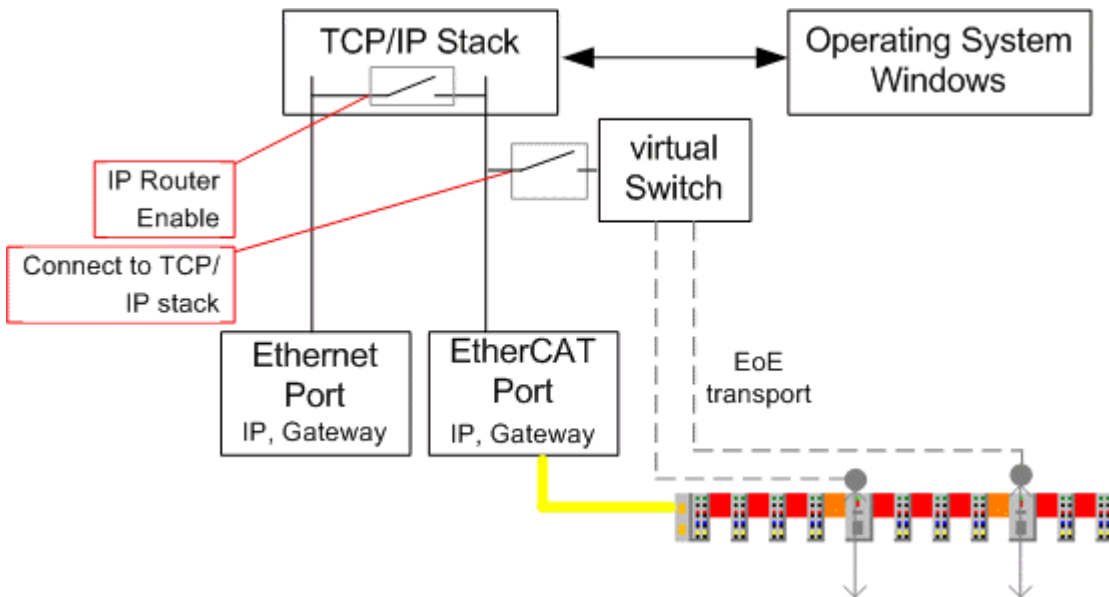 TCP/IP Stack
Operating System
Windows
IP Router
Enable
virtual
Switch
Connect to TCP/
IP stack
Ethernet
Port
IP, Gateway
EtherCAT
Port
IP, Gateway
EoE
transport